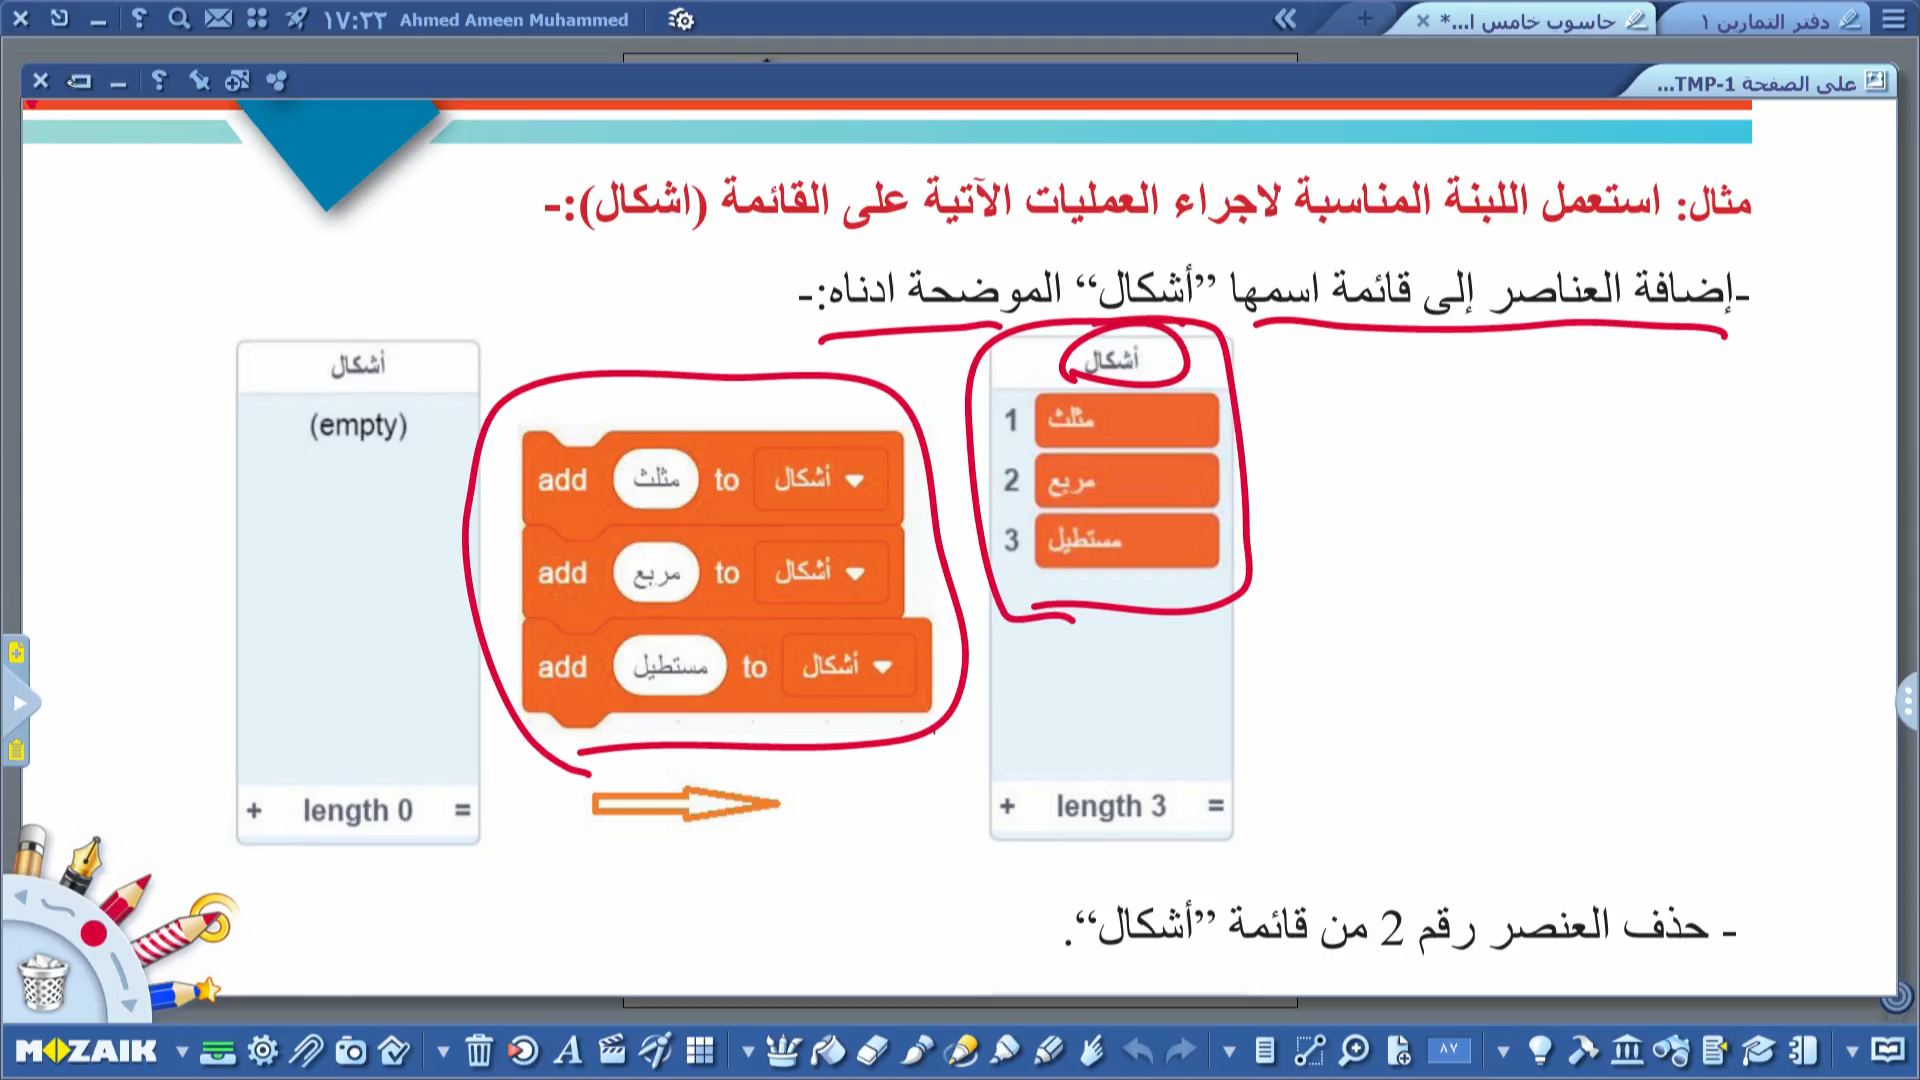 ١٧:٢٢ Ahmed Ameen Muhammed
حاسوب خامس ا...*
دفتر التمارين ١
على الصفحة TMP-1...
مثال: استعمل اللبنة المناسبة لاجراء العمليات الآتية على القائمة (اشكال):-
-إضافة العناصر إلى قائمة اسمها ”أشكال“ الموضحة ادناه:-
أشكال
(empty)
+ length 0 =
add مثلث to أشكال
add مربع to أشكال
add مستطيل to أشكال
أشكال
1 مثلث
2 مربع
3 مستطيل
+ length 3 =
- حذف العنصر رقم 2 من قائمة ”أشكال“.
MOZAIK
٨٧